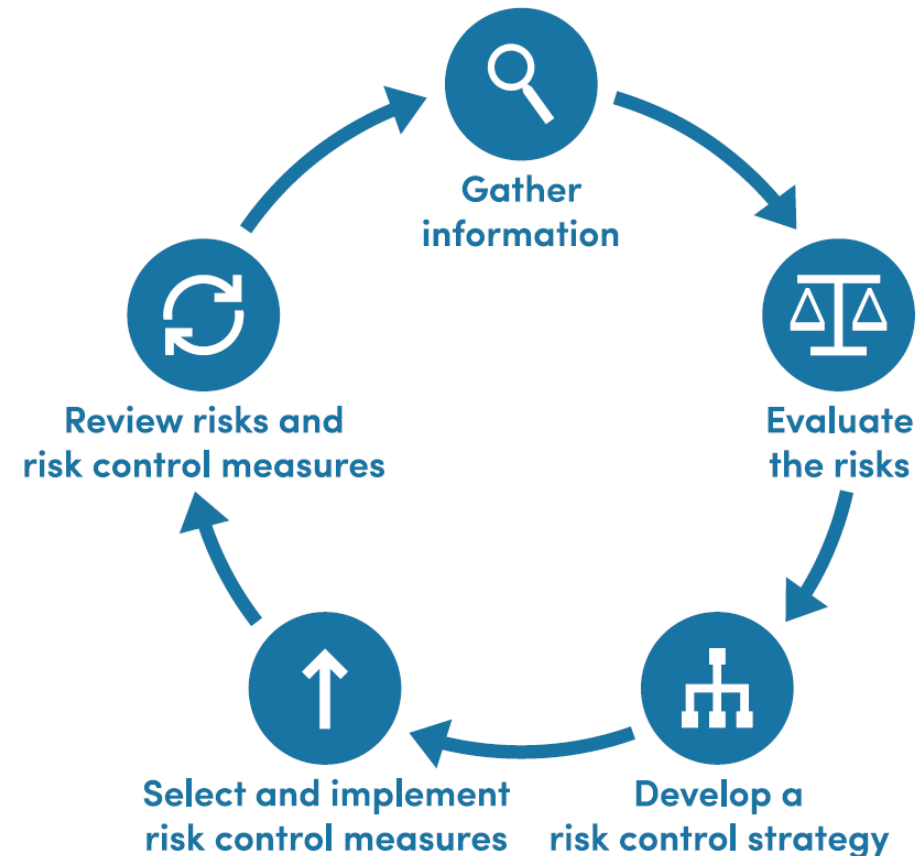 Gather
information
Evaluate
the risks
Develop a
risk control strategy
Select and implement
risk control measures
Review risks and
risk control measures